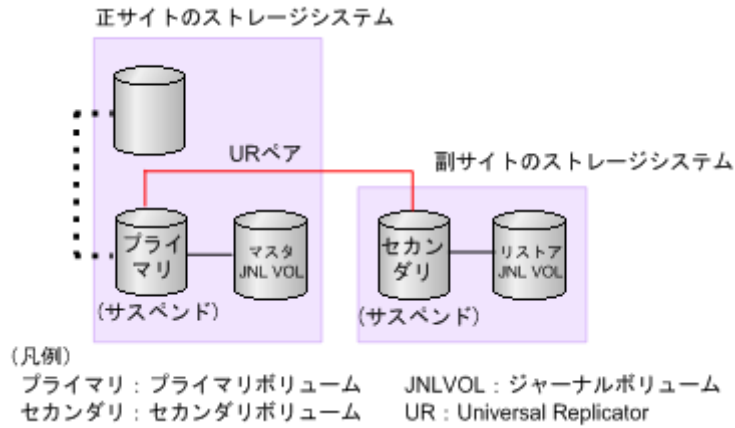 正サイトのストレージシステム
URペア
副サイトのストレージシステム
プライ
マリ
マスタ
JNL VOL
セカン
ダリ
リストア
JNL VOL
(サスペンド)
(サスペンド)
(凡例)
プライマリ：プライマリボリューム JNLVOL：ジャーナルボリューム
セカンダリ：セカンダリボリューム UR：Universal Replicator